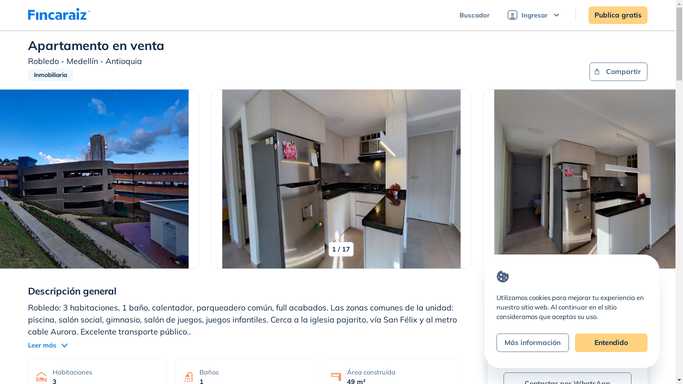 Fincaraiz
Buscador
Ingresar
Publica gratis
Apartamento en venta
Robledo - Medellín - Antioquia
Inmobiliaria
Compartir
1 / 17
Descripción general
Robledo: 3 habitaciones, 1 baño, calentador, parqueadero común, full acabados. Las zonas comunes de la unidad:
piscina, salón social, gimnasio, salón de juegos, juegos infantiles. Cerca a la iglesia pajarito, vía San Félix y al metro
cable Aurora. Excelente transporte público..
Leer más
Habitaciones
3
Baños
1
Área construida
49 m²
Utilizamos cookies para mejorar tu experiencia en
nuestro sitio web. Al continuar en el sitio
consideramos que aceptas su uso.
Más información
Entendido
Contactar por WhatsApp